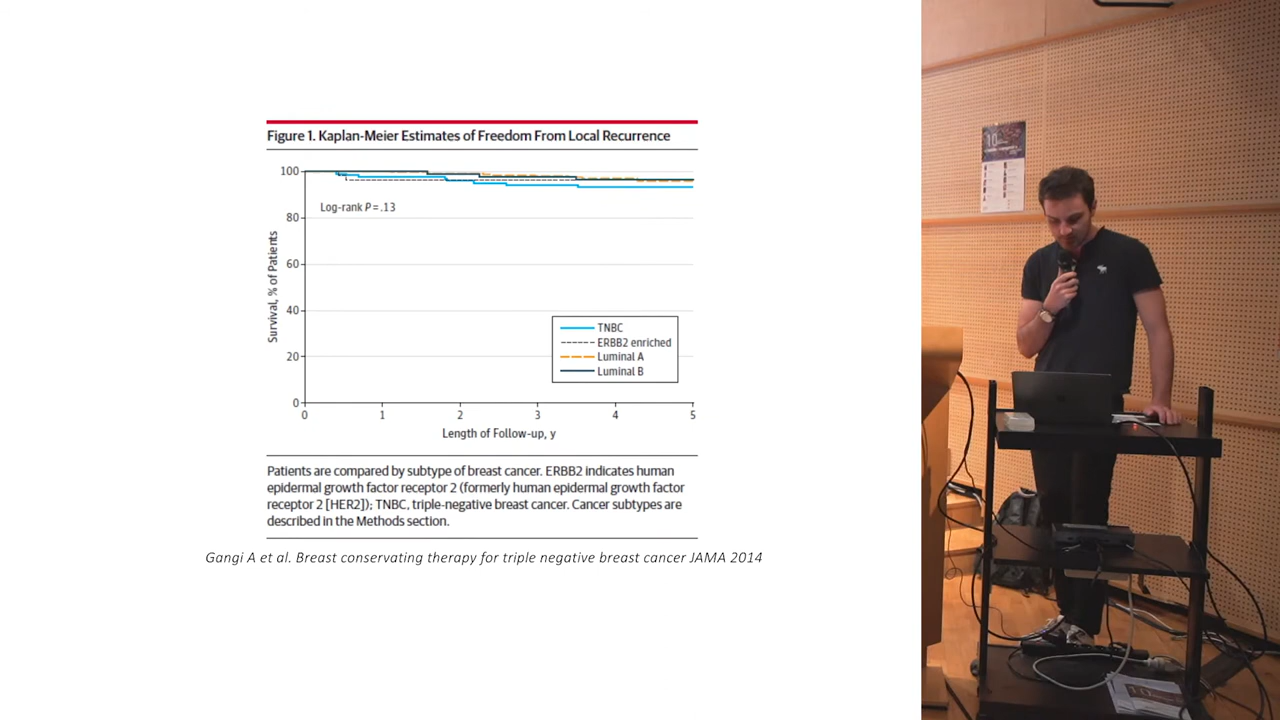 Figure 1. Kaplan-Meier Estimates of Freedom From Local Recurrence
100
80
60
40
20
0
Survival, % of Patients
Log-rank P = .13
TNBC
ERBB2 enriched
Luminal A
Luminal B
0 1 2 3 4 5
Length of Follow-up, y
Patients are compared by subtype of breast cancer. ERBB2 indicates human
epidermal growth factor receptor 2 (formerly human epidermal growth factor
receptor 2 [HER2]); TNBC, triple-negative breast cancer. Cancer subtypes are
described in the Methods section.
Gangi A et al. Breast conservating therapy for triple negative breast cancer JAMA 2014
10